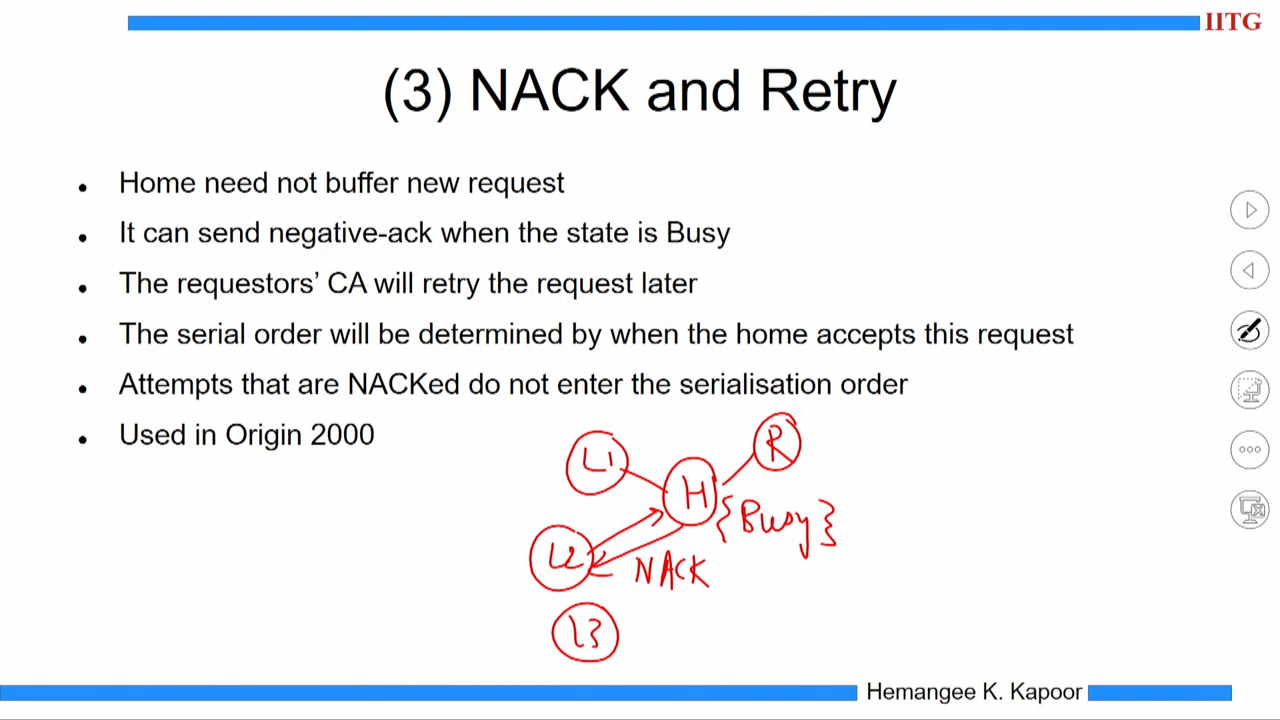 IITG
(3) NACK and Retry
• Home need not buffer new request
• It can send negative-ack when the state is Busy
• The requestors’ CA will retry the request later
• The serial order will be determined by when the home accepts this request
• Attempts that are NACKed do not enter the serialisation order
• Used in Origin 2000
L1
R
H
{Busy}
L2
NACK
L3
Hemangee K. Kapoor